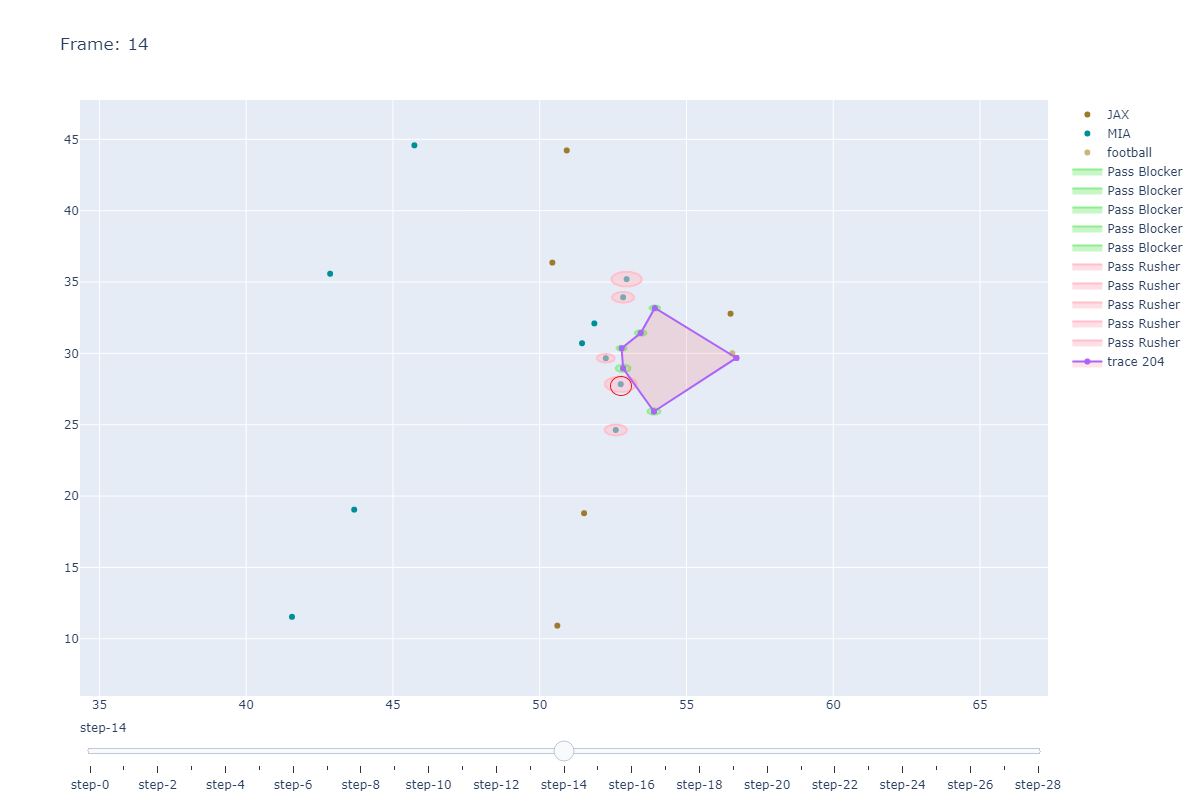 Frame: 14
JAX
MIA
football
Pass Blocker
Pass Blocker
Pass Blocker
Pass Blocker
Pass Blocker
Pass Rusher
Pass Rusher
Pass Rusher
Pass Rusher
Pass Rusher
trace 204
45
40
35
30
25
20
15
10
35 40 45 50 55 60 65
step-14
step-0 step-2 step-4 step-6 step-8 step-10 step-12 step-14 step-16 step-18 step-20 step-22 step-24 step-26 step-28